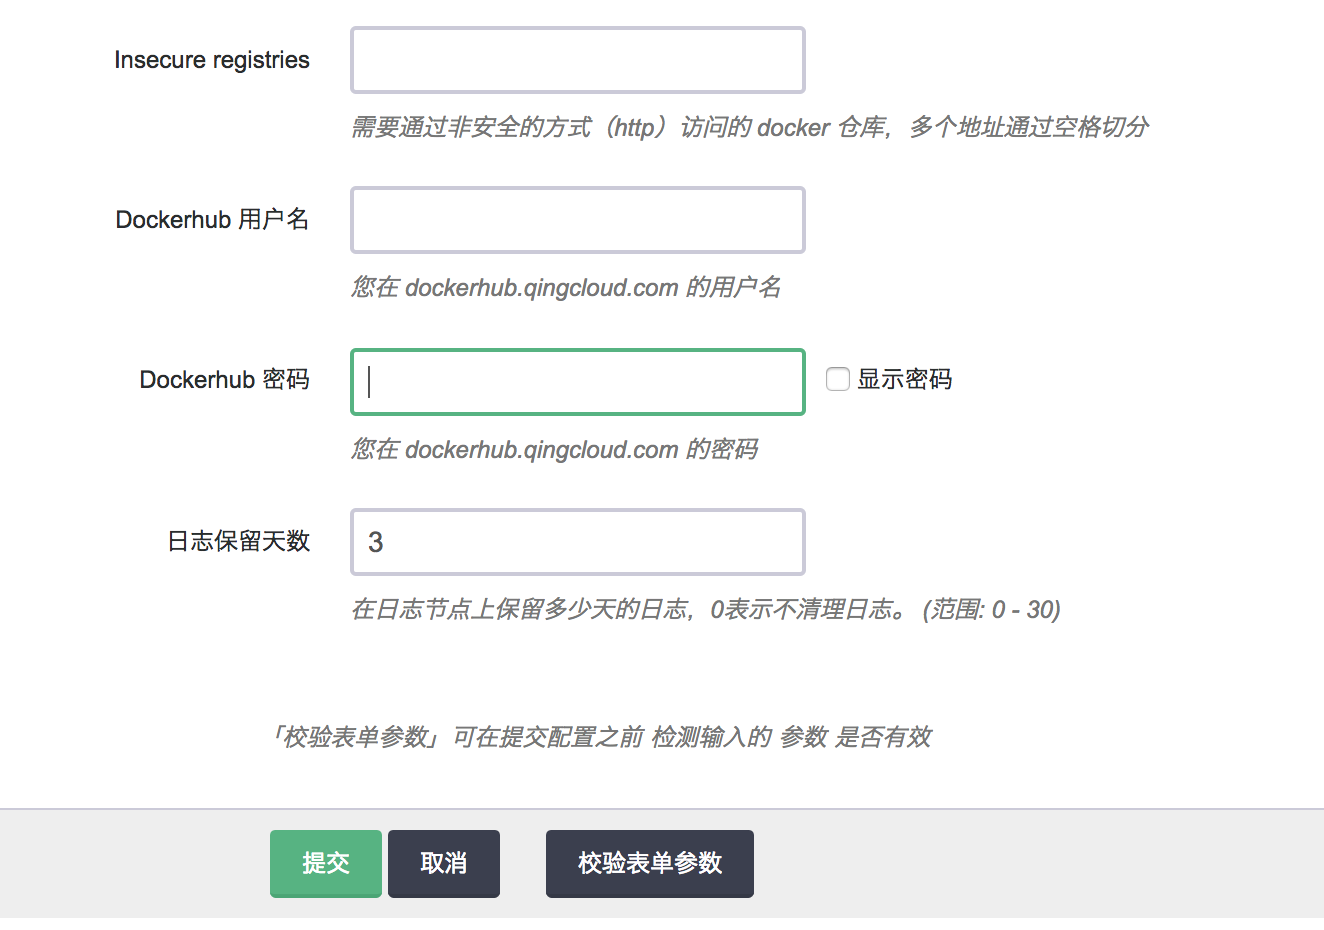 Insecure registries
需要通过非安全的方式（http）访问的 docker 仓库，多个地址通过空格切分
Dockerhub 用户名
您在 dockerhub.qingcloud.com 的用户名
Dockerhub 密码
显示密码
您在 dockerhub.qingcloud.com 的密码
日志保留天数
3
在日志节点上保留多少天的日志，0表示不清理日志。 (范围: 0 - 30)
「校验表单参数」可在提交配置之前 检测输入的 参数 是否有效
提交
取消
校验表单参数